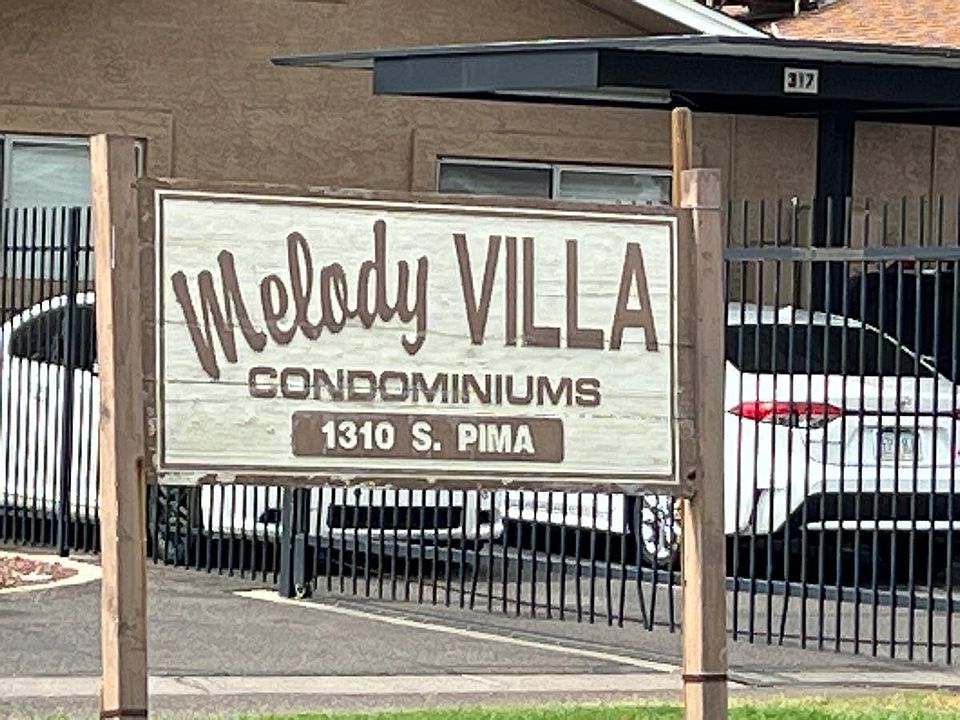 317
Melody VILLA
CONDOMINIUMS
1310 S. PIMA